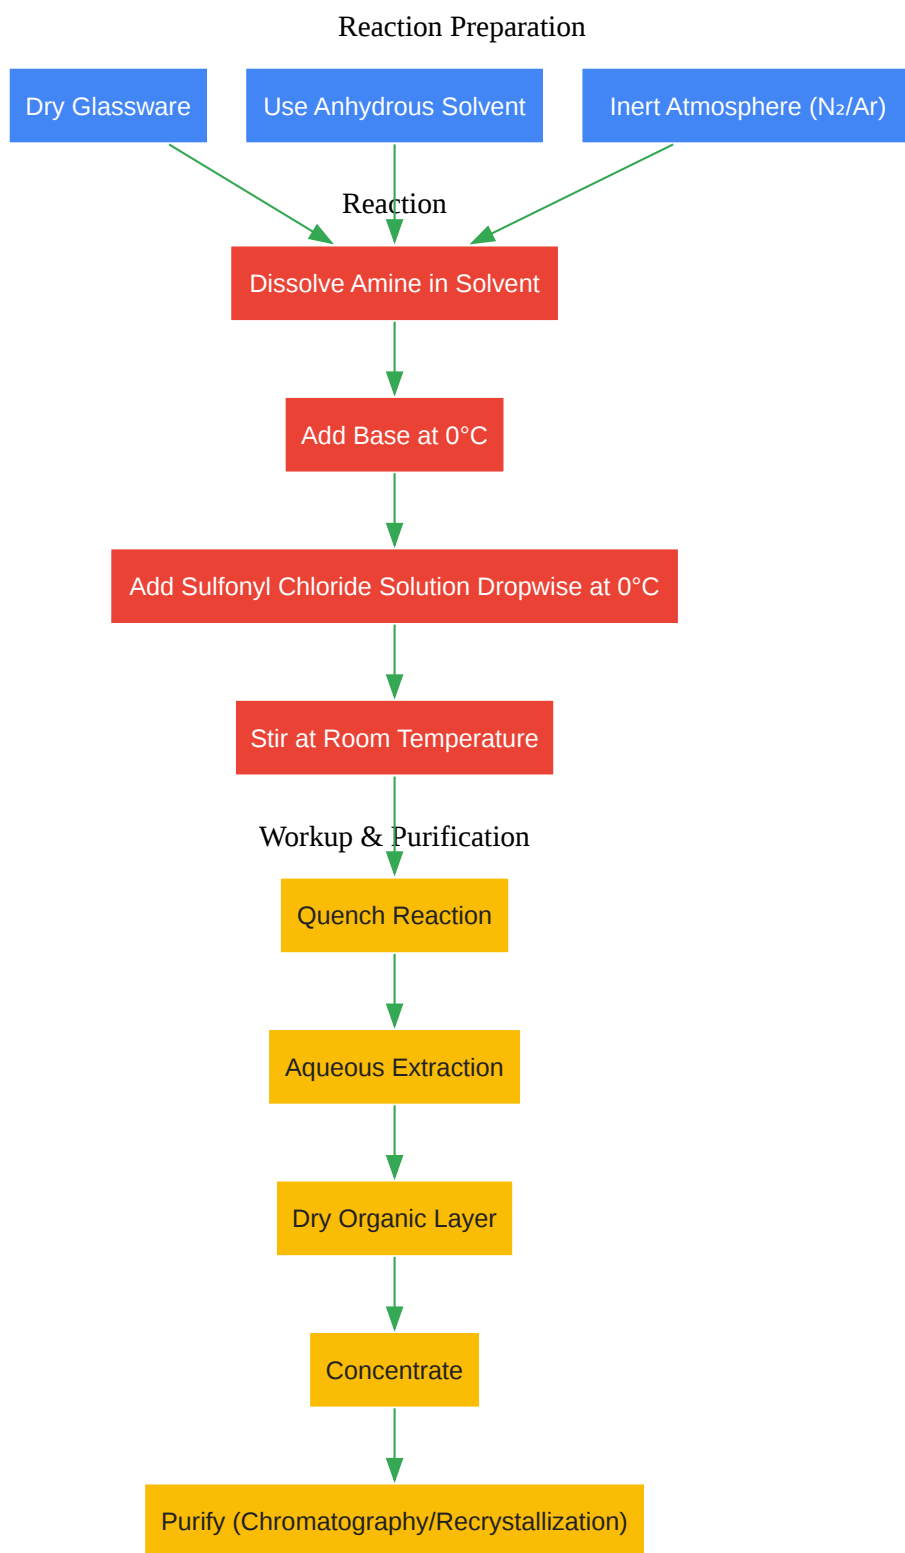 Reaction Preparation
Dry Glassware
Use Anhydrous Solvent
Inert Atmosphere (N₂/Ar)
Reaction
Dissolve Amine in Solvent
Add Base at 0°C
Add Sulfonyl Chloride Solution Dropwise at 0°C
Stir at Room Temperature
Workup & Purification
Quench Reaction
Aqueous Extraction
Dry Organic Layer
Concentrate
Purify (Chromatography/Recrystallization)